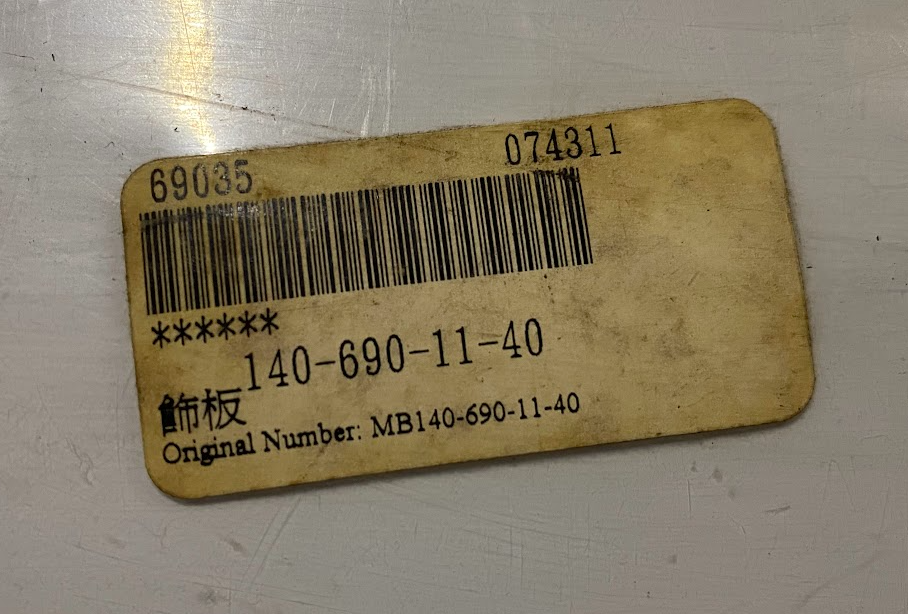 69035 074311
******
140-690-11-40
飾板
Original Number: MB140-690-11-40